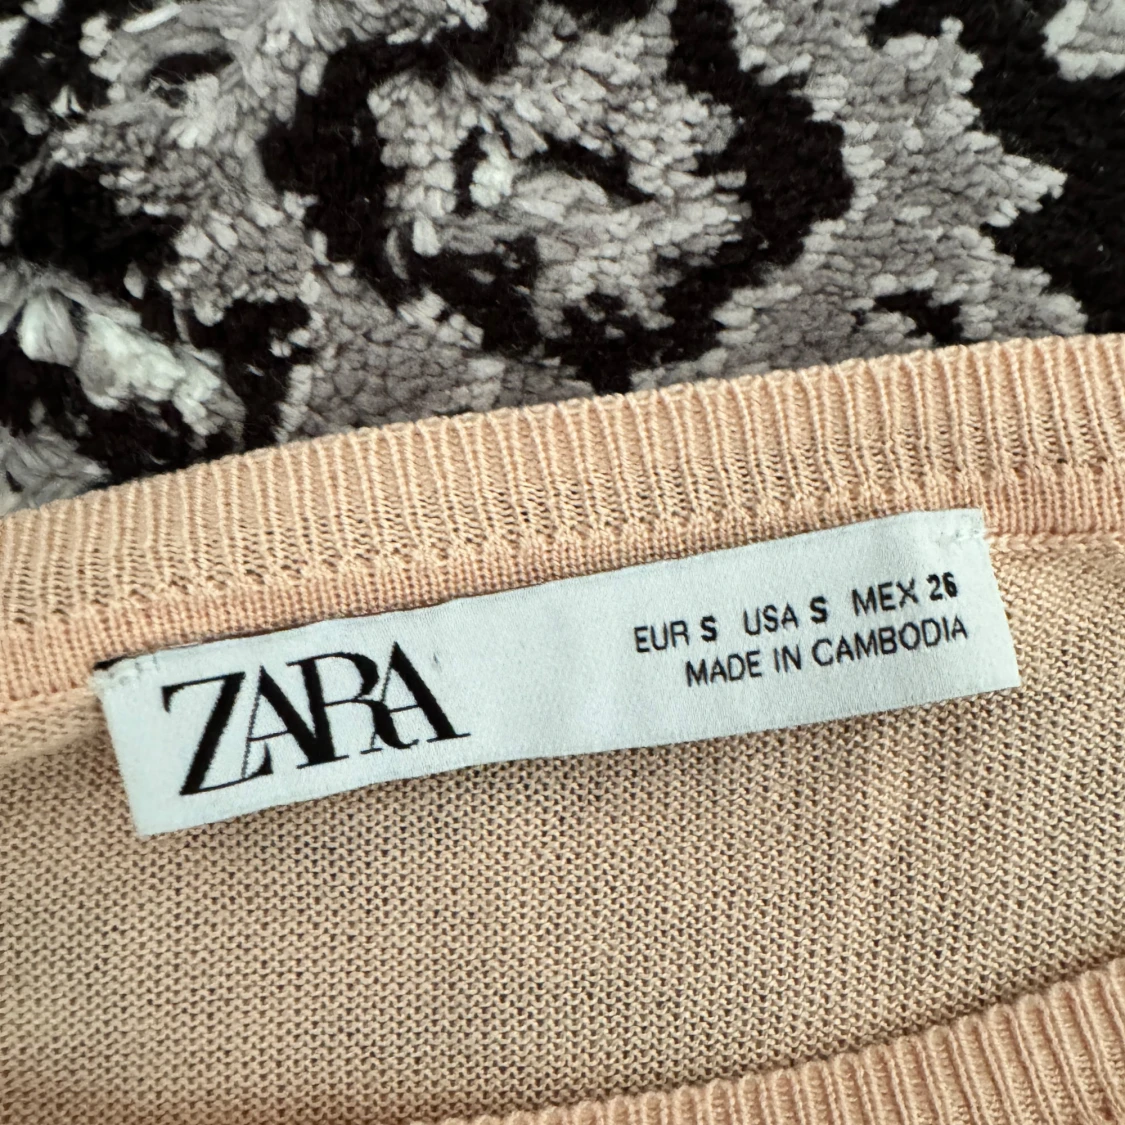 ZARA
EUR S USA S MEX 26
MADE IN CAMBODIA